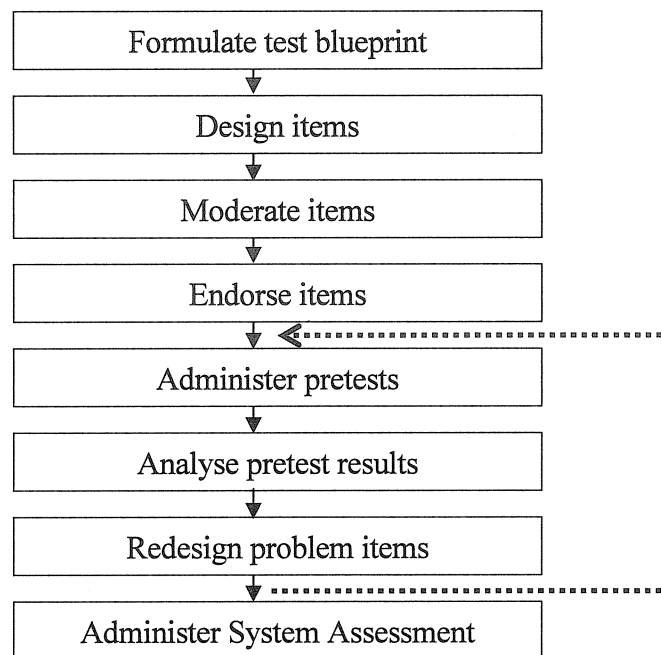 Formulate test blueprint
Design items
Moderate items
Endorse items
Administer pretests
Analyse pretest results
Redesign problem items
Administer System Assessment